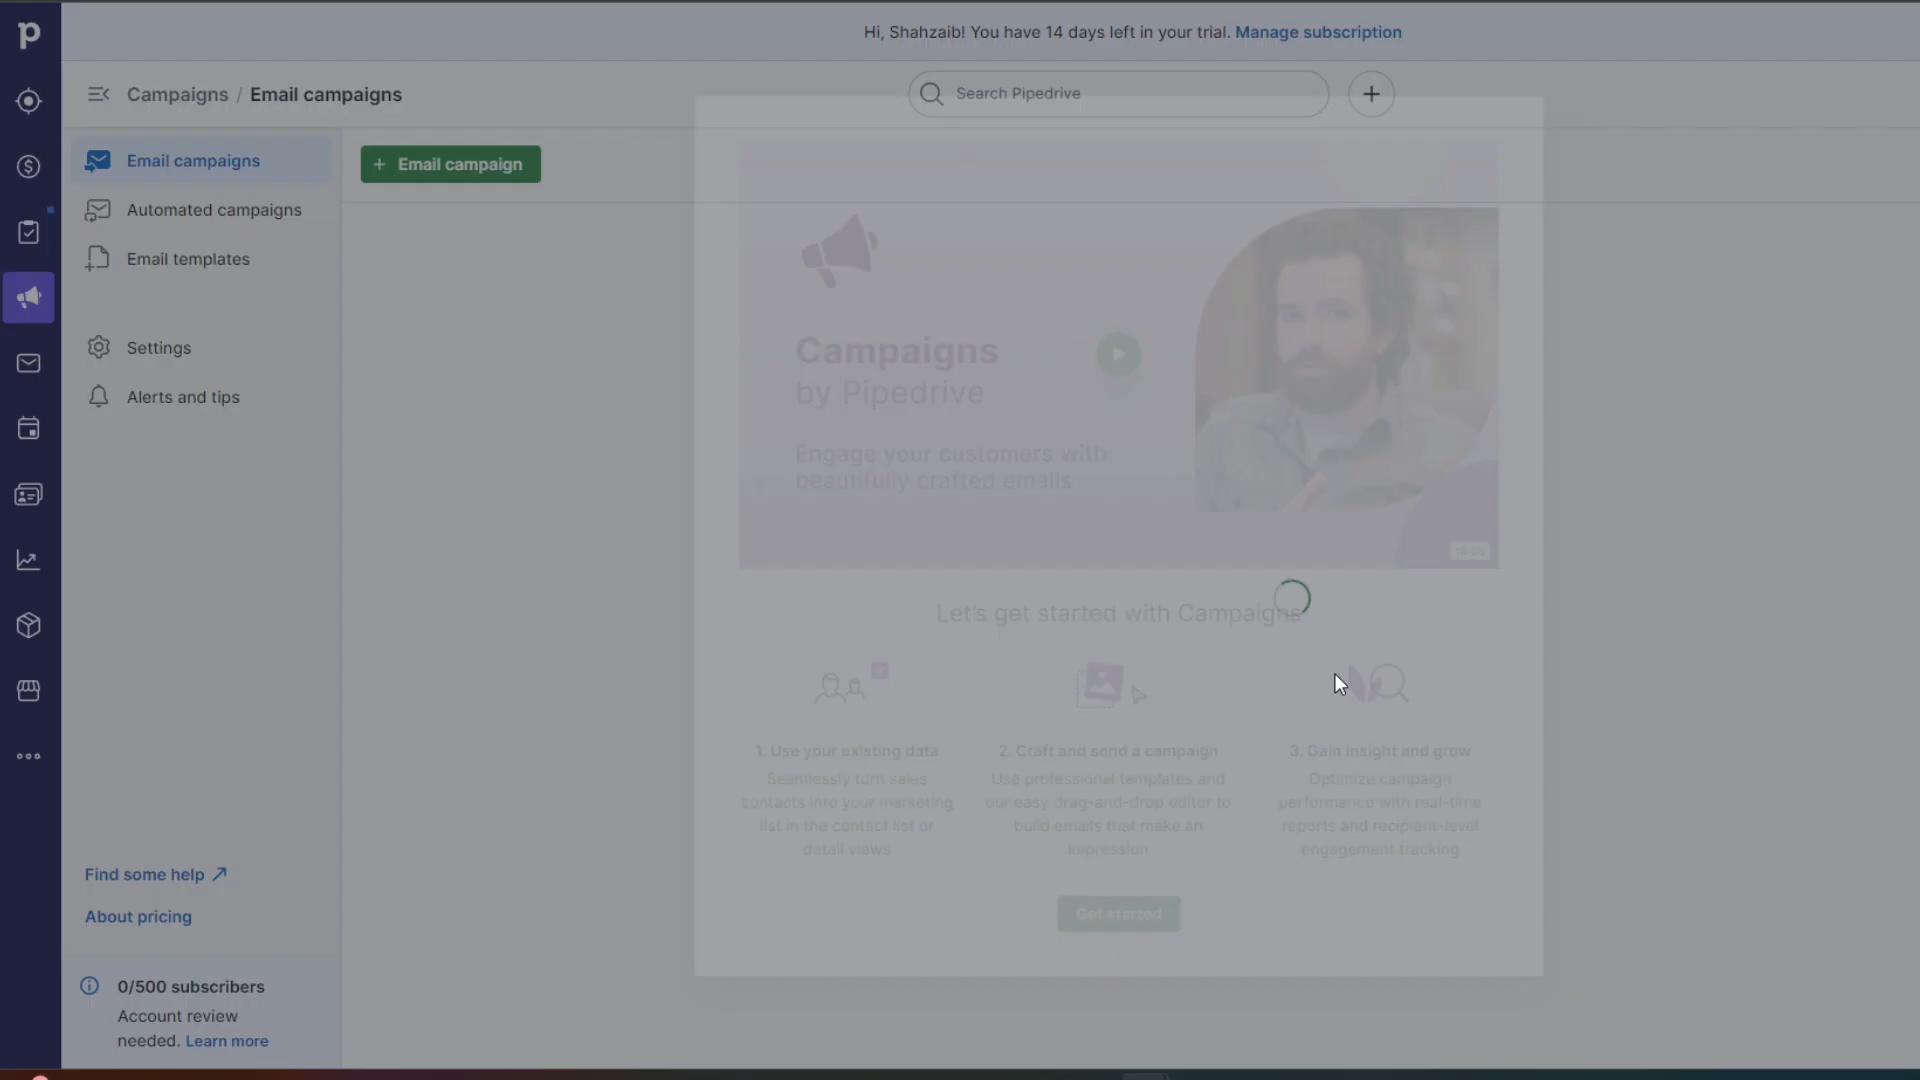 Hi, Shahzaib! You have 14 days left in your trial. Manage subscription
Campaigns / Email campaigns
Search Pipedrive
Email campaigns
+ Email campaign
Automated campaigns
Email templates
Settings
Alerts and tips
Campaigns
by Pipedrive
Engage your customers with
beautifully crafted emails
Let's get started with Campaigns
1. Use your existing data
Seamlessly turn sales
contacts into your marketing
list in the contact list or
detail views
2. Craft and send a campaign
Use professional templates and
our easy drag-and-drop editor to
build emails that make an
impression
3. Gain insight and grow
Optimize campaign
performance with real-time
reports and recipient-level
engagement tracking
Get started
Find some help
About pricing
0/500 subscribers
Account review
needed. Learn more